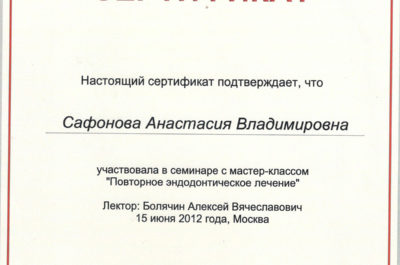 СЕРТИФИКАТ
Настоящий сертификат подтверждает, что
Сафонова Анастасия Владимировна
участвовала в семинаре с мастер-классом
"Повторное эндодонтическое лечение"
Лектор: Болячин Алексей Вячеславович
15 июня 2012 года, Москва